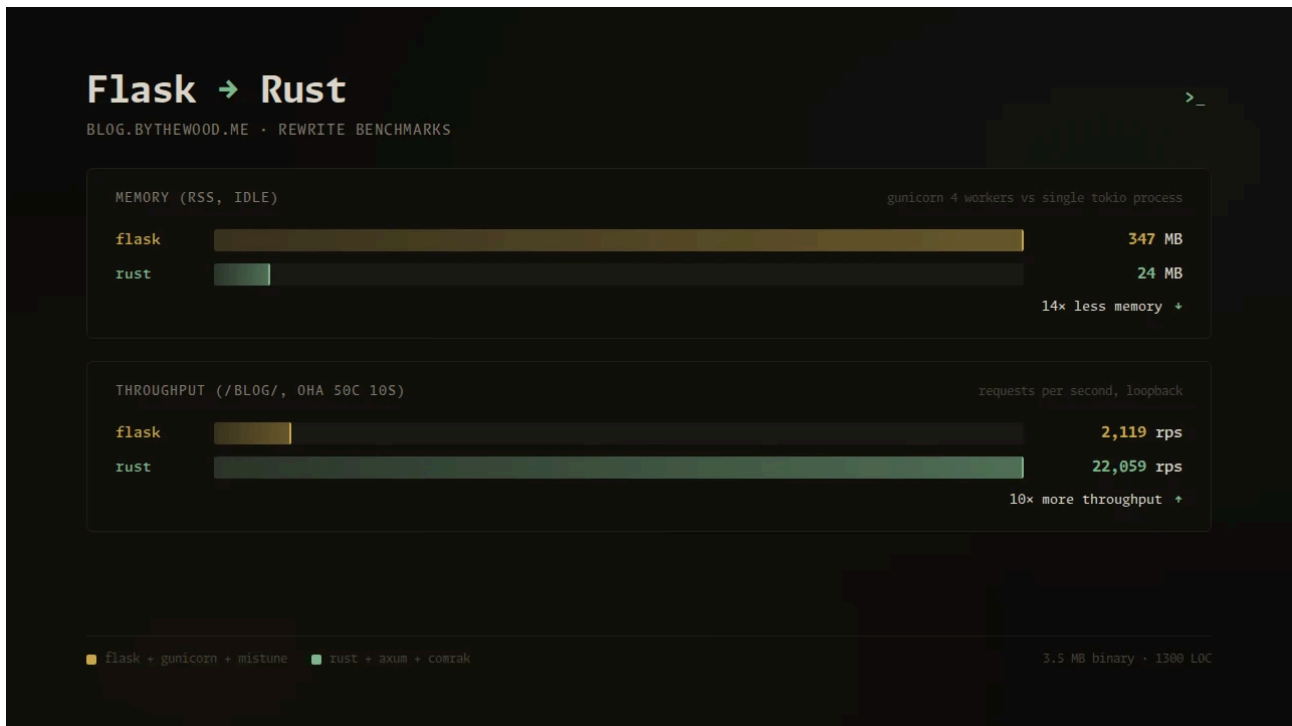 Flask → Rust
>_
BLOG.BYTHEWOOD.ME · REWRITE BENCHMARKS
MEMORY (RSS, IDLE) gunicorn 4 workers vs single tokio process
flask 347 MB
rust 24 MB
14× less memory ↓
THROUGHPUT (/BLOG/, OHA 50C 10S) requests per second, loopback
flask 2,119 rps
rust 22,059 rps
10× more throughput ↑
flask + gunicorn + mistune rust + axum + comrak 3.5 MB binary · 1300 LOC